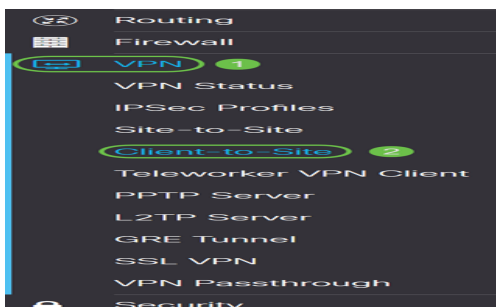 Routing
Firewall
VPN 1
VPN Status
IPSec Profiles
Site-to-Site
Client-to-Site 2
Teleworker VPN Client
PPTP Server
L2TP Server
GRE Tunnel
SSL VPN
VPN Passthrough
Security